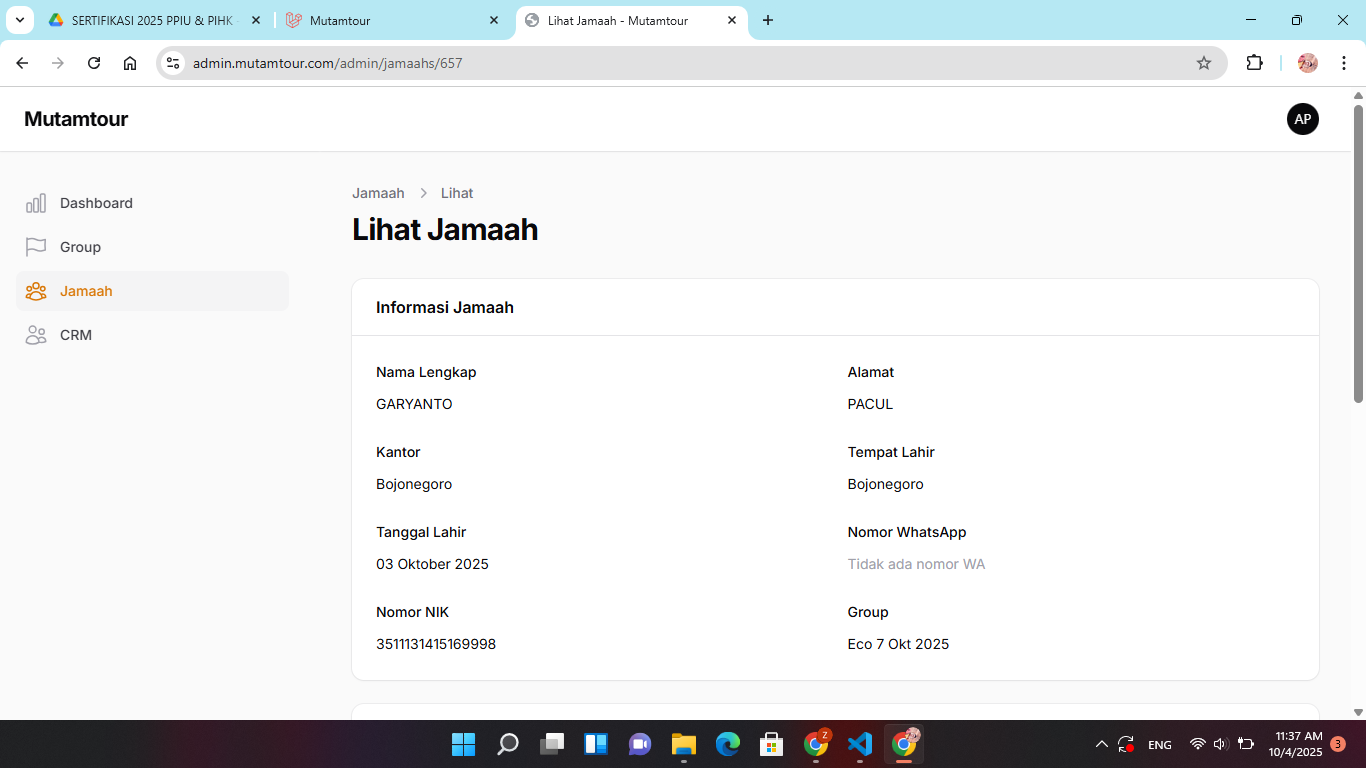 SERTIFIKASI 2025 PPIU & PIHK
Mutamtour
Lihat Jamaah - Mutamtour
admin.mutamtour.com/admin/jamaahs/657
Mutamtour
AP
Dashboard
Group
Jamaah
CRM
Jamaah > Lihat
Lihat Jamaah
Informasi Jamaah
Nama Lengkap
GARYANTO
Alamat
PACUL
Kantor
Bojonegoro
Tempat Lahir
Bojonegoro
Tanggal Lahir
03 Oktober 2025
Nomor WhatsApp
Tidak ada nomor WA
Nomor NIK
3511131415169998
Group
Eco 7 Okt 2025
Z
ENG
11:37 AM
10/4/2025
3